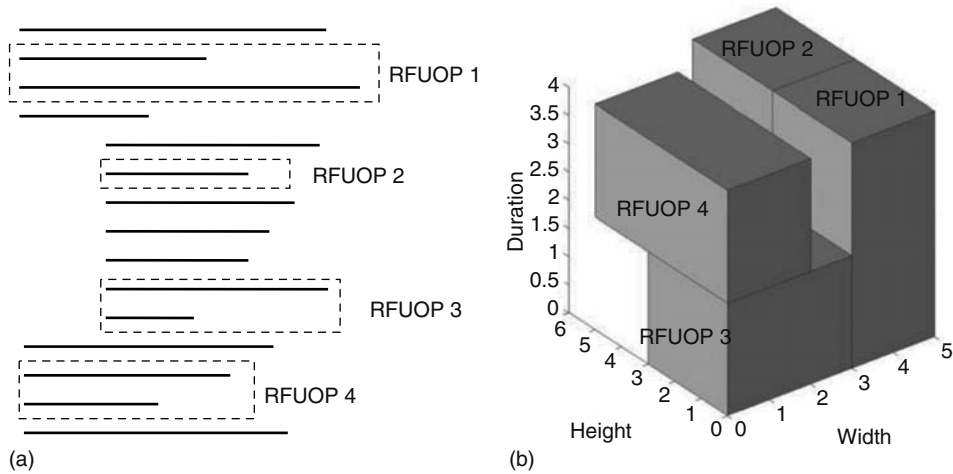 RFUOP 1
RFUOP 2
RFUOP 3
RFUOP 4
(a)
RFUOP 2
RFUOP 1
RFUOP 4
RFUOP 3
Duration
4
3.5
3
2.5
2
1.5
1
0.5
0
6
5
4
3
2
1
0
Height
0
1
2
3
4
5
Width
(b)